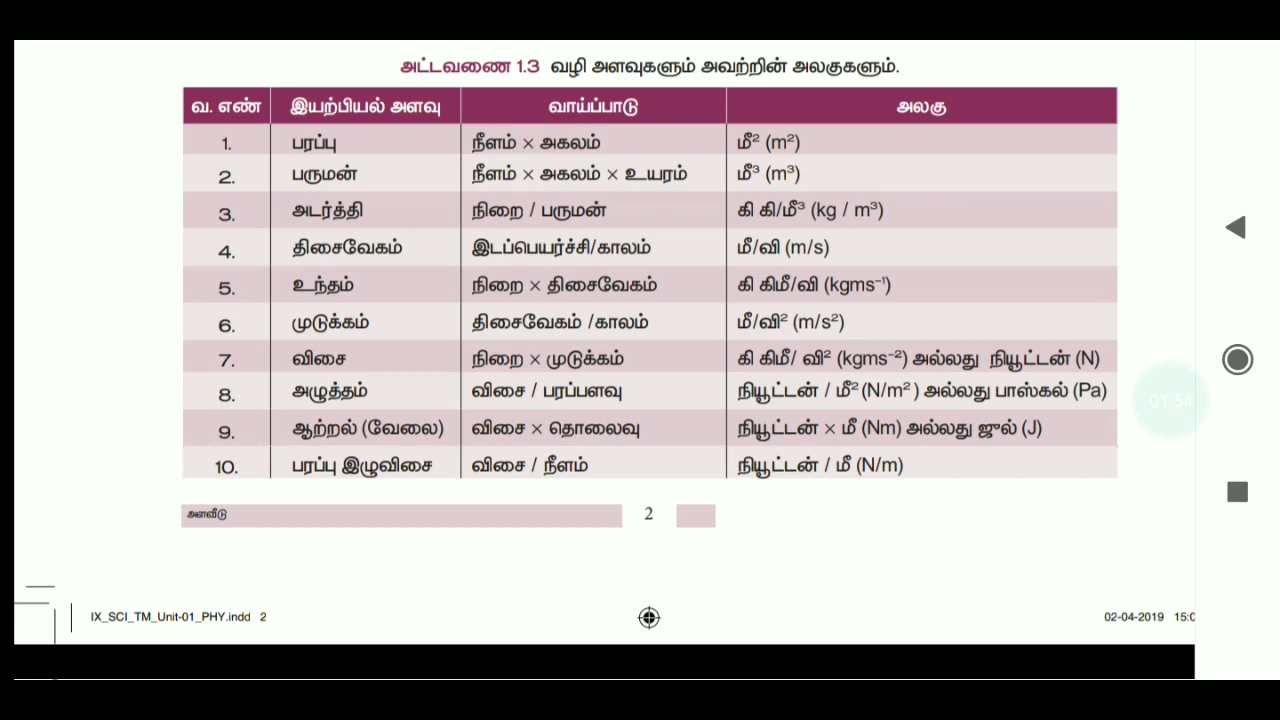 அட்டவணை 1.3 வழி அளவுகளும் அவற்றின் அலகுகளும்.
வ. எண் இயற்பியல் அளவு வாய்ப்பாடு அலகு
1. பரப்பு நீளம் × அகலம் மீ² (m²)
2. பருமன் நீளம் × அகலம் × உயரம் மீ³ (m³)
3. அடர்த்தி நிறை / பருமன் கி கி/மீ³ (kg / m³)
4. திசைவேகம் இடப்பெயர்ச்சி/காலம் மீ/வி (m/s)
5. உந்தம் நிறை × திசைவேகம் கி கிமீ/வி (kgms⁻¹)
6. முடுக்கம் திசைவேகம் /காலம் மீ/வி² (m/s²)
7. விசை நிறை × முடுக்கம் கி கிமீ/ வி² (kgms⁻²) அல்லது நியூட்டன் (N)
8. அழுத்தம் விசை / பரப்பளவு நியூட்டன் / மீ² (N/m² ) அல்லது பாஸ்கல் (Pa)
9. ஆற்றல் (வேலை) விசை × தொலைவு நியூட்டன் × மீ (Nm) அல்லது ஜுல் (J)
10. பரப்பு இழுவிசை விசை / நீளம் நியூட்டன் / மீ (N/m)
01:54
அளவீடு 2
IX_SCI_TM_Unit-01_PHY.indd 2 02-04-2019 15:0